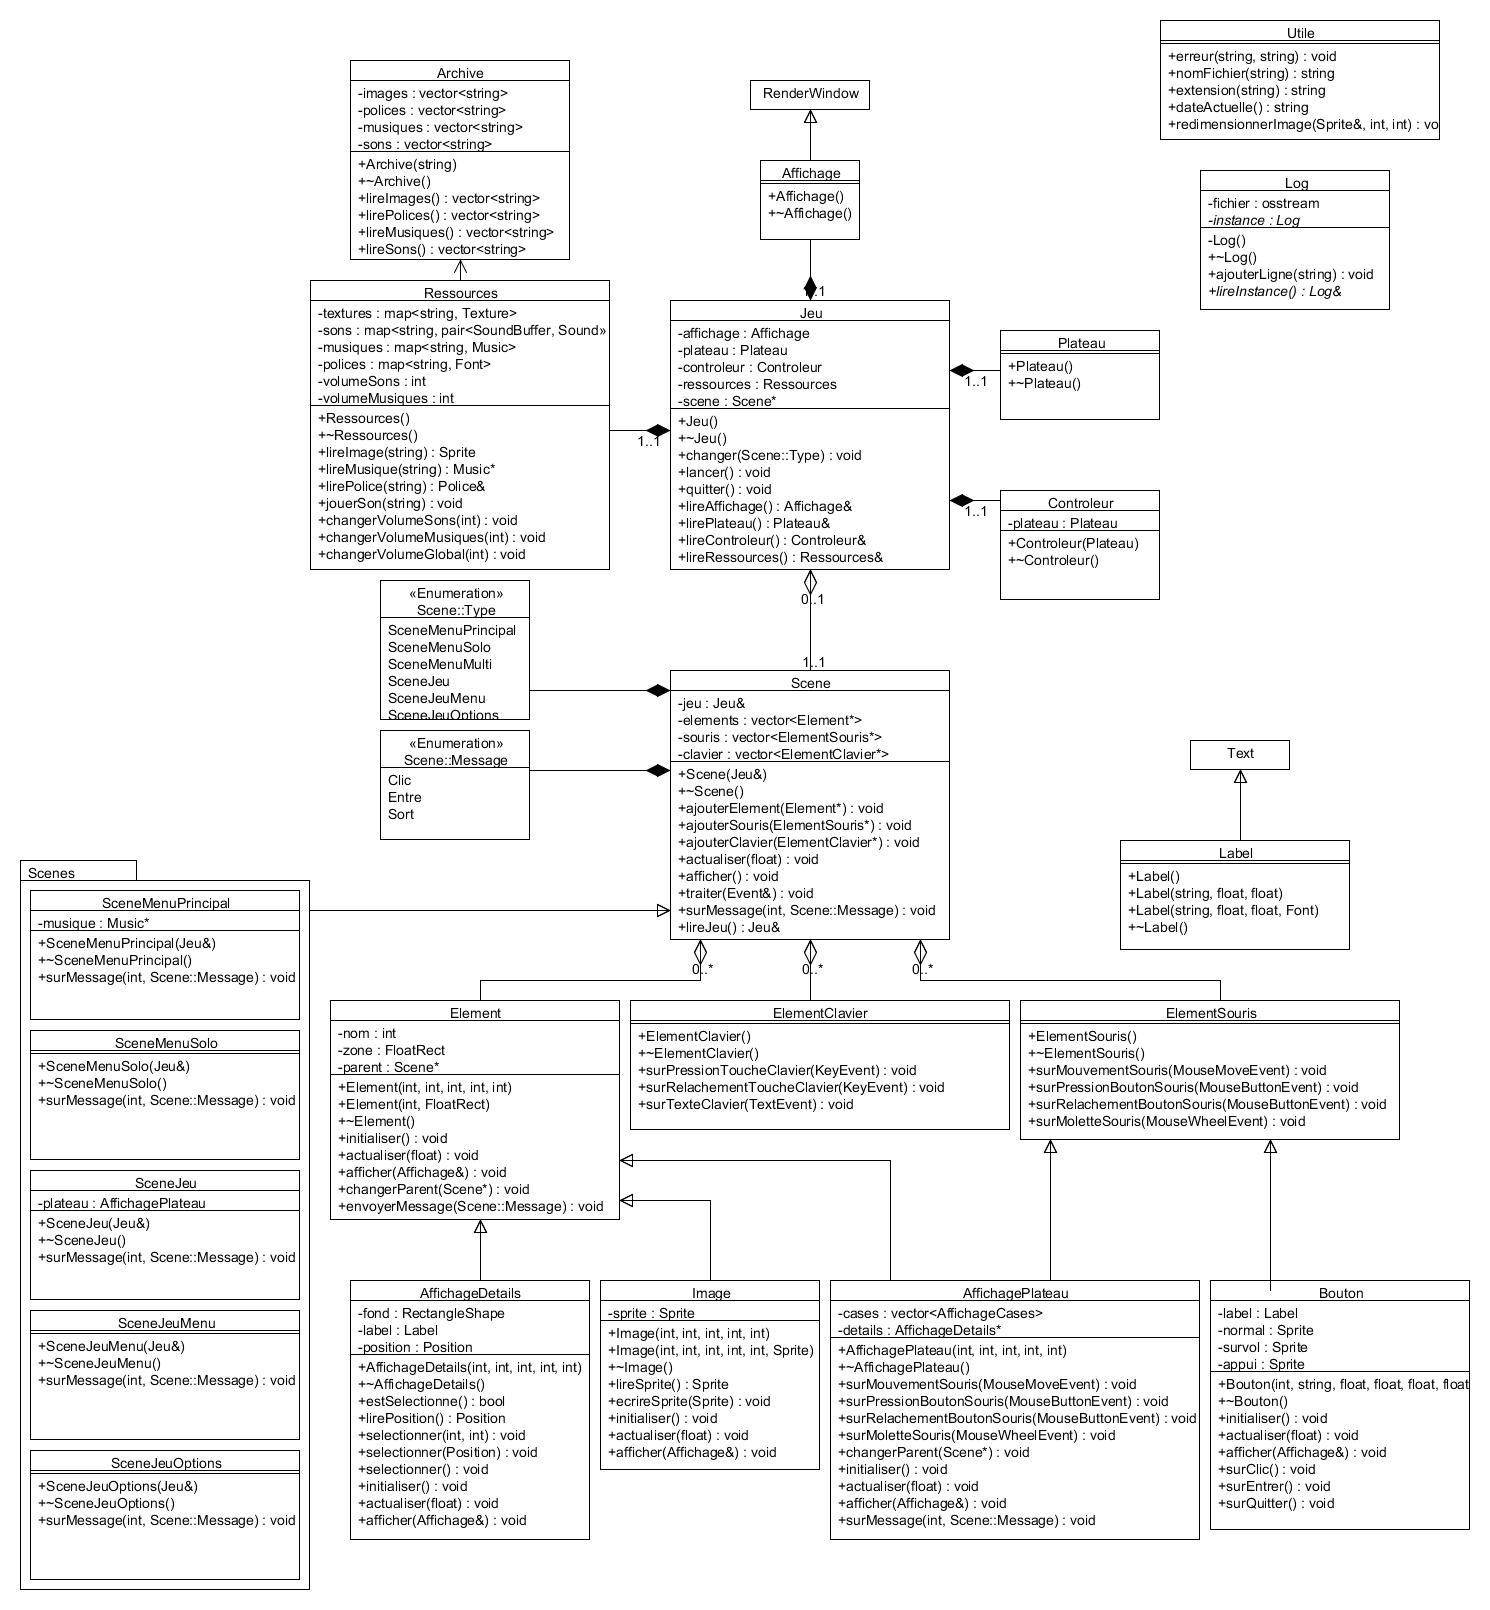 Utile
+erreur(string, string) : void
+nomFichier(string) : string
+extension(string) : string
+dateActuelle() : string
+redimensionnerImage(Sprite&, int, int) : vo
Archive
-images : vector<string>
-polices : vector<string>
-musiques : vector<string>
-sons : vector<string>
+Archive(string)
+~Archive()
+lireImages() : vector<string>
+lirePolices() : vector<string>
+lireMusiques() : vector<string>
+lireSons() : vector<string>
RenderWindow
Affichage
+Affichage()
+~Affichage()
Log
-fichier : osstream
-instance : Log
-Log()
+~Log()
+ajouterLigne(string) : void
+lireInstance() : Log&
Ressources
-textures : map<string, Texture>
-sons : map<string, pair<SoundBuffer, Sound»
-musiques : map<string, Music>
-polices : map<string, Font>
-volumeSons : int
-volumeMusiques : int
+Ressources()
+~Ressources()
+lireImage(string) : Sprite
+lireMusique(string) : Music*
+lirePolice(string) : Police&
+jouerSon(string) : void
+changerVolumeSons(int) : void
+changerVolumeMusiques(int) : void
+changerVolumeGlobal(int) : void
1..1
1..1
Jeu
-affichage : Affichage
-plateau : Plateau
-controleur : Controleur
-ressources : Ressources
-scene : Scene*
+Jeu()
+~Jeu()
+changer(Scene::Type) : void
+lancer() : void
+quitter() : void
+lireAffichage() : Affichage&
+lirePlateau() : Plateau&
+lireControleur() : Controleur&
+lireRessources() : Ressources&
1..1
Plateau
+Plateau()
+~Plateau()
1..1
Controleur
-plateau : Plateau
+Controleur(Plateau)
+~Controleur()
0..1
1..1
«Enumeration»
Scene::Type
SceneMenuPrincipal
SceneMenuSolo
SceneMenuMulti
SceneJeu
SceneJeuMenu
SceneJeuOptions
«Enumeration»
Scene::Message
Clic
Entre
Sort
Scene
-jeu : Jeu&
-elements : vector<Element*>
-souris : vector<ElementSouris*>
-clavier : vector<ElementClavier*>
+Scene(Jeu&)
+~Scene()
+ajouterElement(Element*) : void
+ajouterSouris(ElementSouris*) : void
+ajouterClavier(ElementClavier*) : void
+actualiser(float) : void
+afficher() : void
+traiter(Event&) : void
+surMessage(int, Scene::Message) : void
+lireJeu() : Jeu&
0..*
0..*
0..*
Text
Label
+Label()
+Label(string, float, float)
+Label(string, float, float, Font)
+~Label()
Scenes
SceneMenuPrincipal
-musique : Music*
+SceneMenuPrincipal(Jeu&)
+~SceneMenuPrincipal()
+surMessage(int, Scene::Message) : void
SceneMenuSolo
+SceneMenuSolo(Jeu&)
+~SceneMenuSolo()
+surMessage(int, Scene::Message) : void
SceneJeu
-plateau : AffichagePlateau
+SceneJeu(Jeu&)
+~SceneJeu()
+surMessage(int, Scene::Message) : void
SceneJeuMenu
+SceneJeuMenu(Jeu&)
+~SceneJeuMenu()
+surMessage(int, Scene::Message) : void
SceneJeuOptions
+SceneJeuOptions(Jeu&)
+~SceneJeuOptions()
+surMessage(int, Scene::Message) : void
Element
-nom : int
-zone : FloatRect
-parent : Scene*
+Element(int, int, int, int, int)
+Element(int, FloatRect)
+~Element()
+initialiser() : void
+actualiser(float) : void
+afficher(Affichage&) : void
+changerParent(Scene*) : void
+envoyerMessage(Scene::Message) : void
ElementClavier
+ElementClavier()
+~ElementClavier()
+surPressionToucheClavier(KeyEvent) : void
+surRelachementToucheClavier(KeyEvent) : void
+surTexteClavier(TextEvent) : void
ElementSouris
+ElementSouris()
+~ElementSouris()
+surMouvementSouris(MouseMoveEvent) : void
+surPressionBoutonSouris(MouseButtonEvent) : void
+surRelachementBoutonSouris(MouseButtonEvent) : void
+surMoletteSouris(MouseWheelEvent) : void
AffichageDetails
-fond : RectangleShape
-label : Label
-position : Position
+AffichageDetails(int, int, int, int, int)
+~AffichageDetails()
+estSelectionne() : bool
+lirePosition() : Position
+selectionner(int, int) : void
+selectionner(Position) : void
+selectionner() : void
+initialiser() : void
+actualiser(float) : void
+afficher(Affichage&) : void
Image
-sprite : Sprite
+Image(int, int, int, int, int)
+Image(int, int, int, int, int, Sprite)
+~Image()
+lireSprite() : Sprite
+ecrireSprite(Sprite) : void
+initialiser() : void
+actualiser(float) : void
+afficher(Affichage&) : void
AffichagePlateau
-cases : vector<AffichageCases>
-details : AffichageDetails*
+AffichagePlateau(int, int, int, int, int)
+~AffichagePlateau()
+surMouvementSouris(MouseMoveEvent) : void
+surPressionBoutonSouris(MouseButtonEvent) : void
+surRelachementBoutonSouris(MouseButtonEvent) : void
+surMoletteSouris(MouseWheelEvent) : void
+changerParent(Scene*) : void
+initialiser() : void
+actualiser(float) : void
+afficher(Affichage&) : void
+surMessage(int, Scene::Message) : void
Bouton
-label : Label
-normal : Sprite
-survol : Sprite
-appui : Sprite
+Bouton(int, string, float, float, float, float
+~Bouton()
+initialiser() : void
+actualiser(float) : void
+afficher(Affichage&) : void
+surClic() : void
+surEntrer() : void
+surQuitter() : void